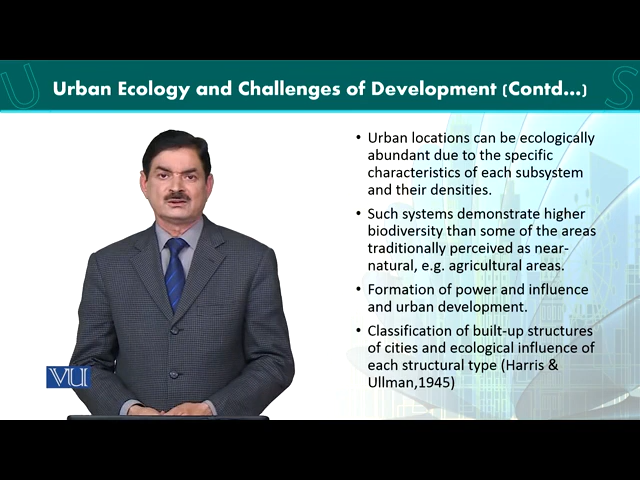 Urban Ecology and Challenges of Development (Contd...)
• Urban locations can be ecologically
abundant due to the specific
characteristics of each subsystem
and their densities.
• Such systems demonstrate higher
biodiversity than some of the areas
traditionally perceived as near-
natural, e.g. agricultural areas.
• Formation of power and influence
and urban development.
• Classification of built-up structures
of cities and ecological influence of
each structural type (Harris &
Ullman,1945)
VU
U
S